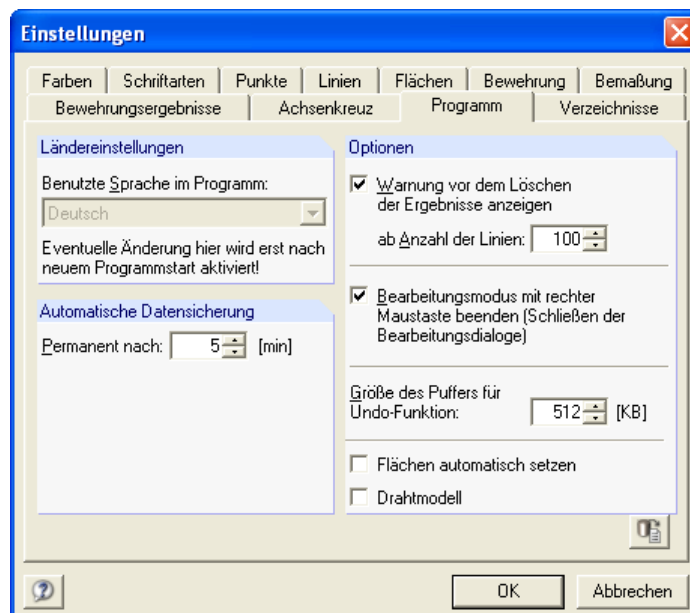 Einstellungen
Farben Schriftarten Punkte Linien Flächen Bewehrung Bemaßung
Bewehrungsergebnisse Achsenkreuz Programm Verzeichnisse
Ländereinstellungen
Benutzte Sprache im Programm:
Deutsch
Eventuelle Änderung hier wird erst nach
neuem Programmstart aktiviert!
Automatische Datensicherung
Permanent nach: 5 [min]
Optionen
Warnung vor dem Löschen
der Ergebnisse anzeigen
ab Anzahl der Linien: 100
Bearbeitungsmodus mit rechter
Maustaste beenden (Schließen der
Bearbeitungsdialoge)
Größe des Puffers für
Undo-Funktion: 512 [KB]
Flächen automatisch setzen
Drahtmodell
OK Abbrechen